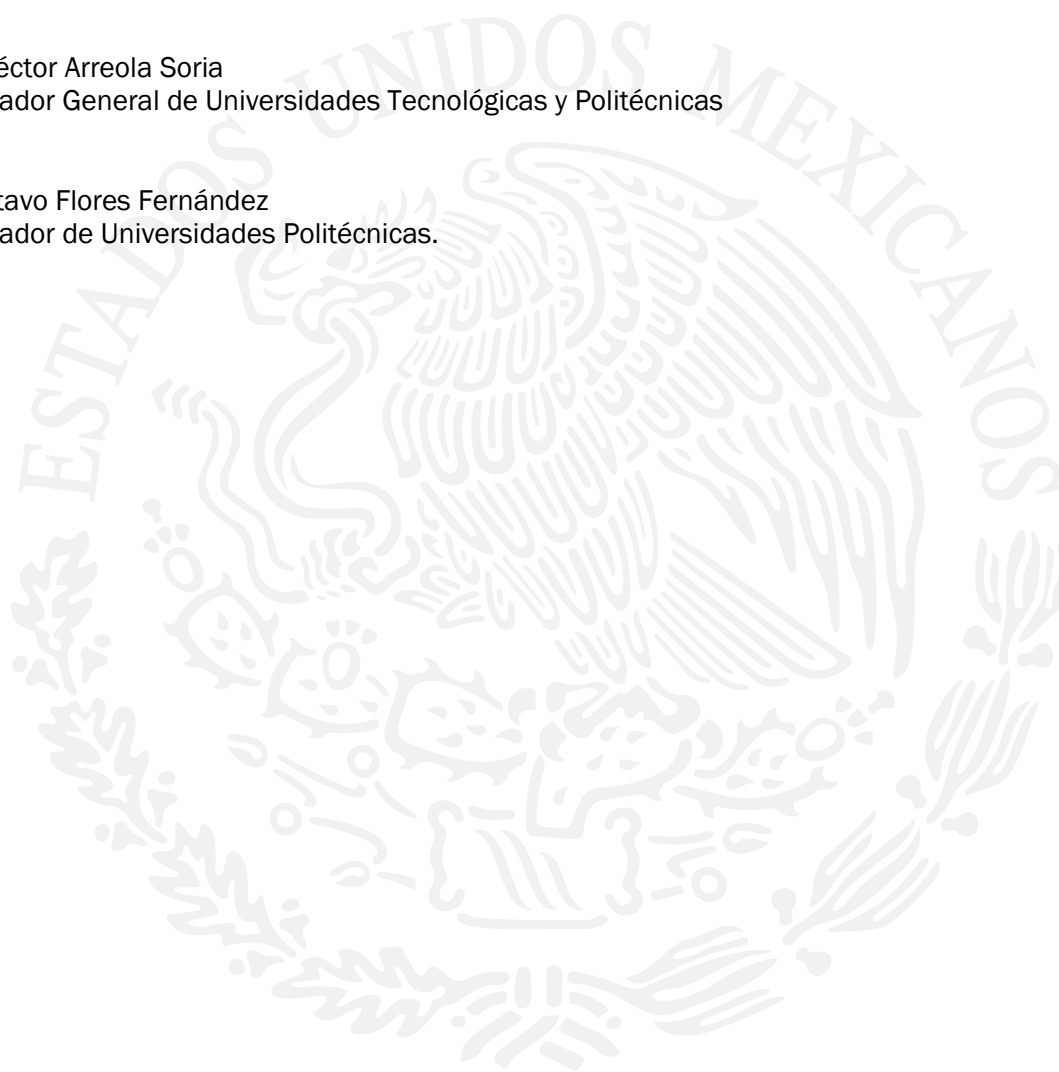 éctor Arreola Soria
ador General de Universidades Tecnológicas y Politécnicas
tavo Flores Fernández
ador de Universidades Politécnicas.
ESTADOS UNIDOS MEXICANOS